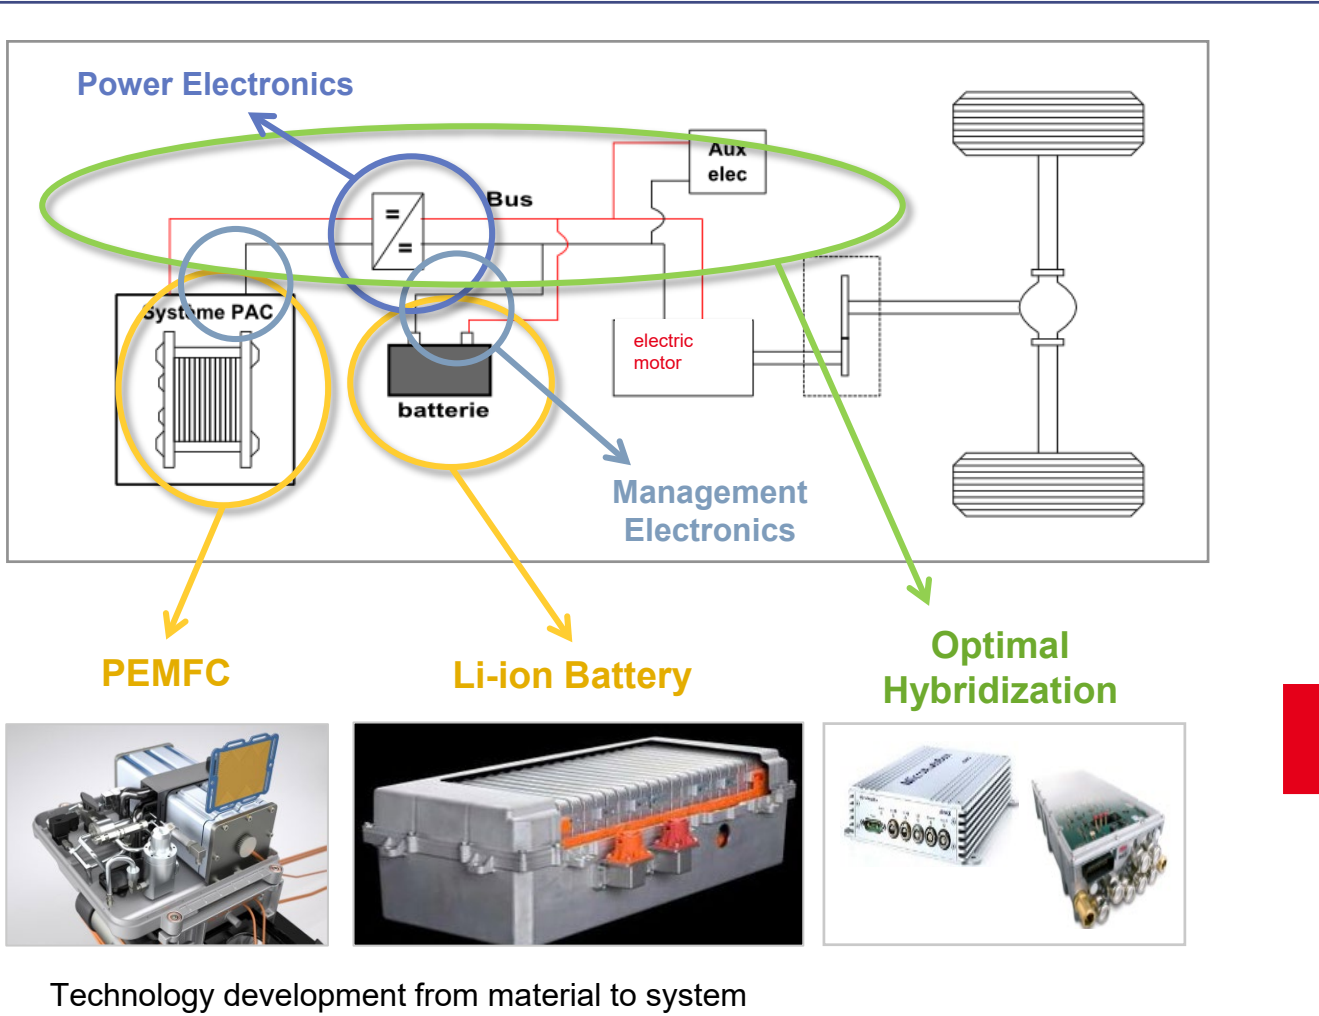 Power Electronics
Aux
elec
Bus
Système PAC
electric
motor
batterie
Management
Electronics
PEMFC
Li-ion Battery
Optimal
Hybridization
Technology development from material to system